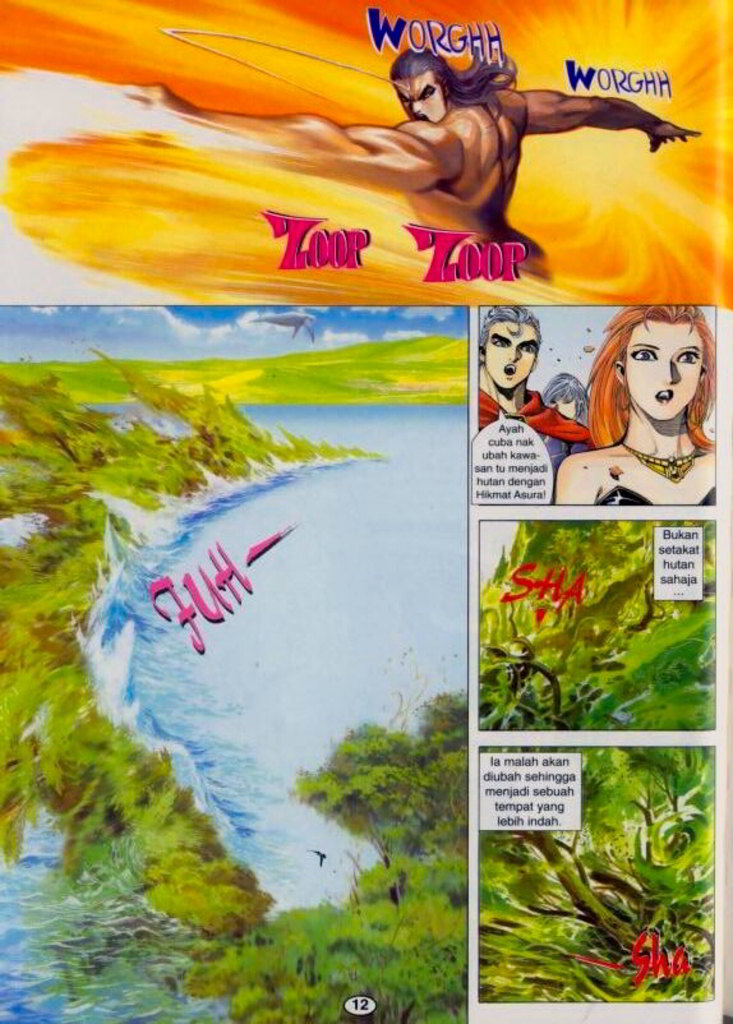 WORGHH
WORGHH
ZOOP
ZOOP
FUH
Ayah
cuba nak
ubah kawa-
san tu menjadi
hutan dengan
Hikmat Asura!
SHA
Bukan
setakat
hutan
sahaja
...
Ia malah akan
diubah sehingga
menjadi sebuah
tempat yang
lebih indah.
Sha
12